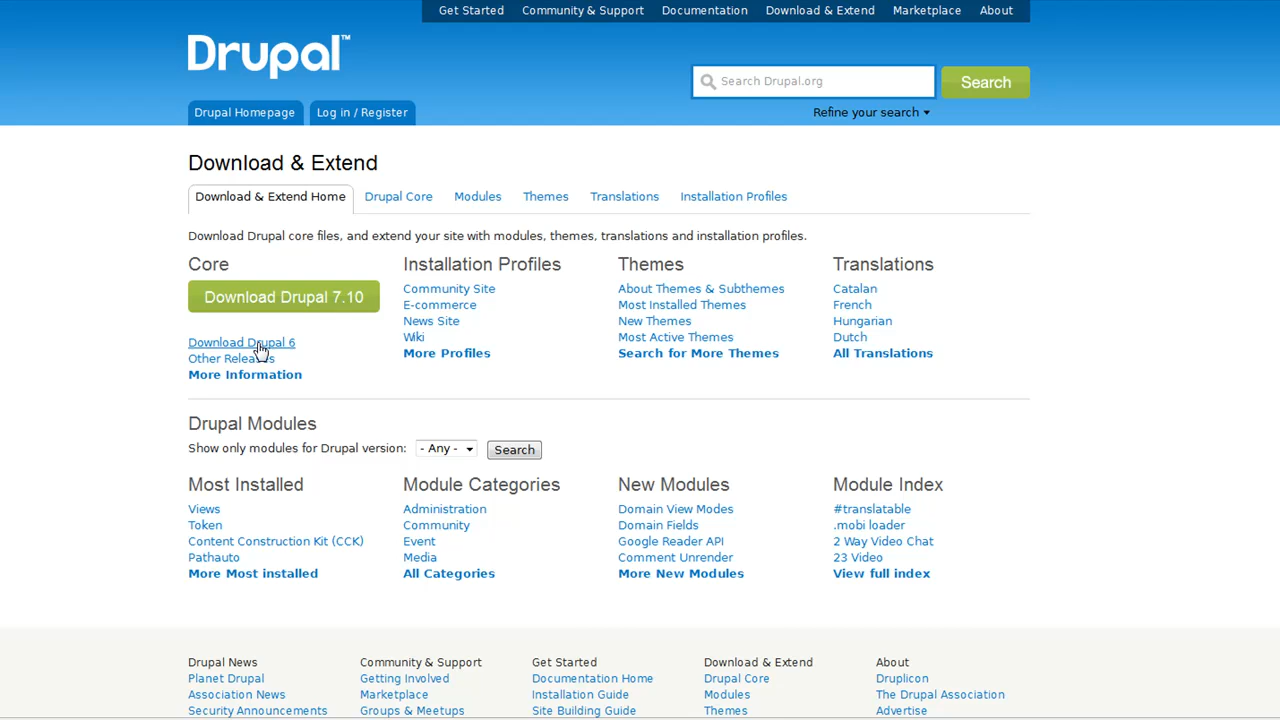 Get Started Community & Support Documentation Download & Extend Marketplace About
Drupal™
Search Drupal.org Search
Drupal Homepage Log in / Register Refine your search
Download & Extend
Download & Extend Home Drupal Core Modules Themes Translations Installation Profiles
Download Drupal core files, and extend your site with modules, themes, translations and installation profiles.
Core Installation Profiles Themes Translations
Download Drupal 7.10 Community Site About Themes & Subthemes Catalan
E-commerce Most Installed Themes French
News Site New Themes Hungarian
Download Drupal 6 Wiki Most Active Themes Dutch
Other Releases More Profiles Search for More Themes All Translations
More Information
Drupal Modules
Show only modules for Drupal version: - Any - Search
Most Installed Module Categories New Modules Module Index
Views Administration Domain View Modes #translatable
Token Community Domain Fields .mobi loader
Content Construction Kit (CCK) Event Google Reader API 2 Way Video Chat
Pathauto Media Comment Unrender 23 Video
More Most installed All Categories More New Modules View full index
Drupal News Community & Support Get Started Download & Extend About
Planet Drupal Getting Involved Documentation Home Drupal Core Druplicon
Association News Marketplace Installation Guide Modules The Drupal Association
Security Announcements Groups & Meetups Site Building Guide Themes Advertise